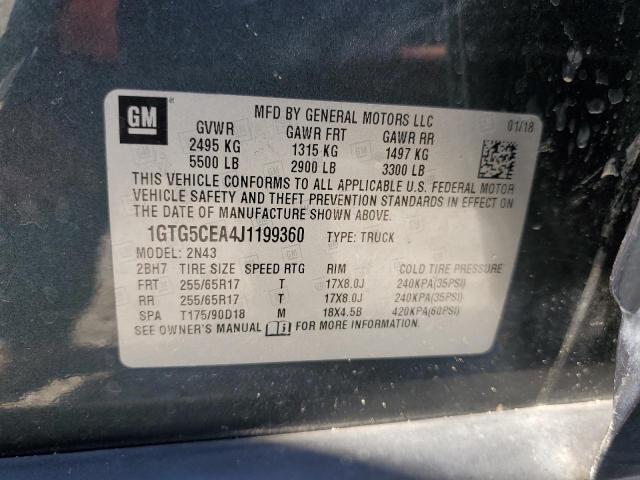 GM
MFD BY GENERAL MOTORS LLC
01/18
GVWR GAWR FRT GAWR RR
2495 KG 1315 KG 1497 KG
5500 LB 2900 LB 3300 LB
THIS VEHICLE CONFORMS TO ALL APPLICABLE U.S. FEDERAL MOTOR
VEHICLE SAFETY AND THEFT PREVENTION STANDARDS IN EFFECT ON
THE DATE OF MANUFACTURE SHOWN ABOVE.
1GTG5CEA4J1199360 TYPE: TRUCK
MODEL: 2N43
2BH7 TIRE SIZE SPEED RTG RIM COLD TIRE PRESSURE
FRT 255/65R17 T 17X8.0J 240KPA(35PSI)
RR 255/65R17 T 17X8.0J 240KPA(35PSI)
SPA T175/90D18 M 18X4.5B 420KPA(60PSI)
SEE OWNER'S MANUAL FOR MORE INFORMATION.